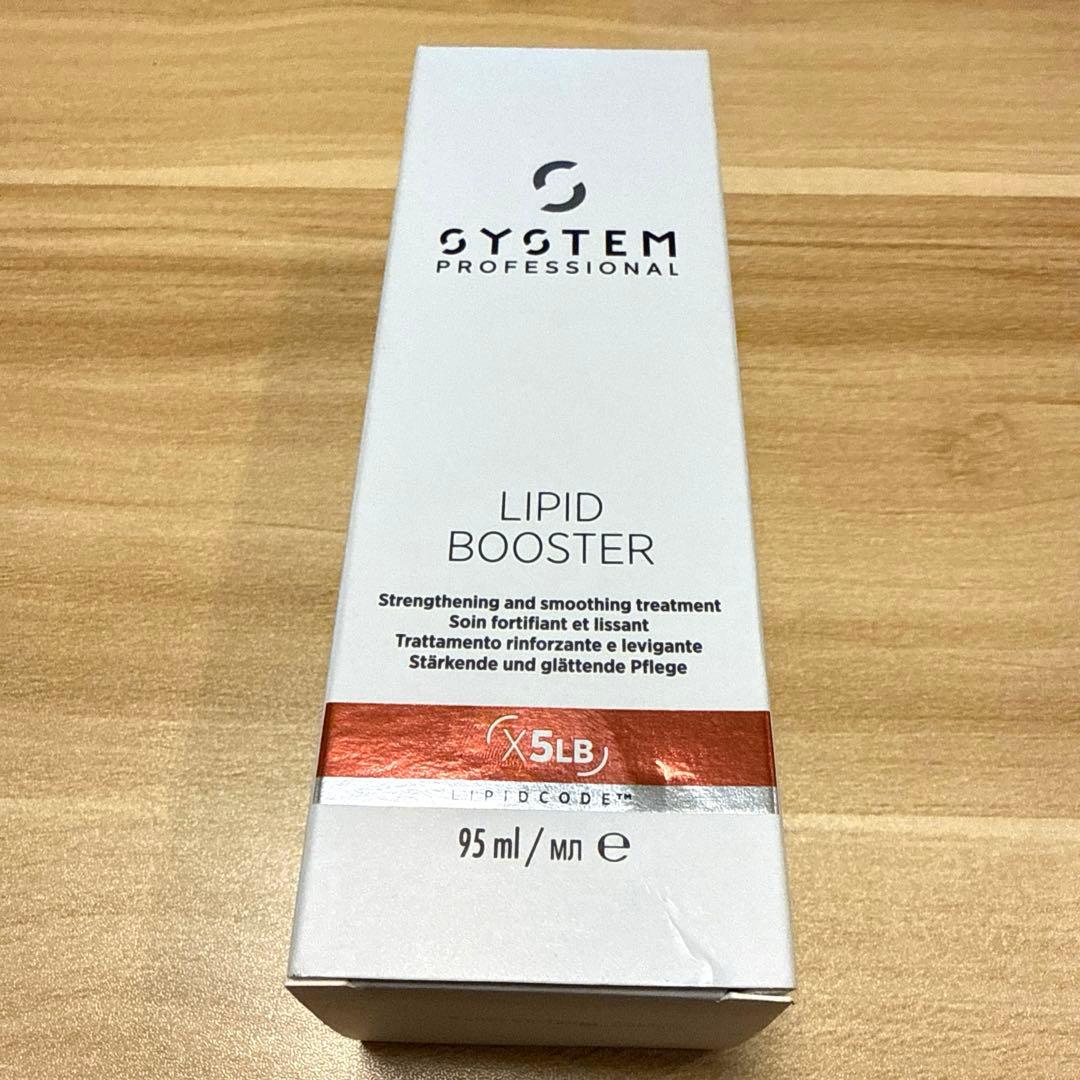 SYSTEM
PROFESSIONAL
LIPID
BOOSTER
Strengthening and smoothing treatment
Soin fortifiant et lissant
Trattamento rinforzante e levigante
Stärkende und glättende Pflege
X5LB
LIPIDCODE™
95 ml / мл ℮